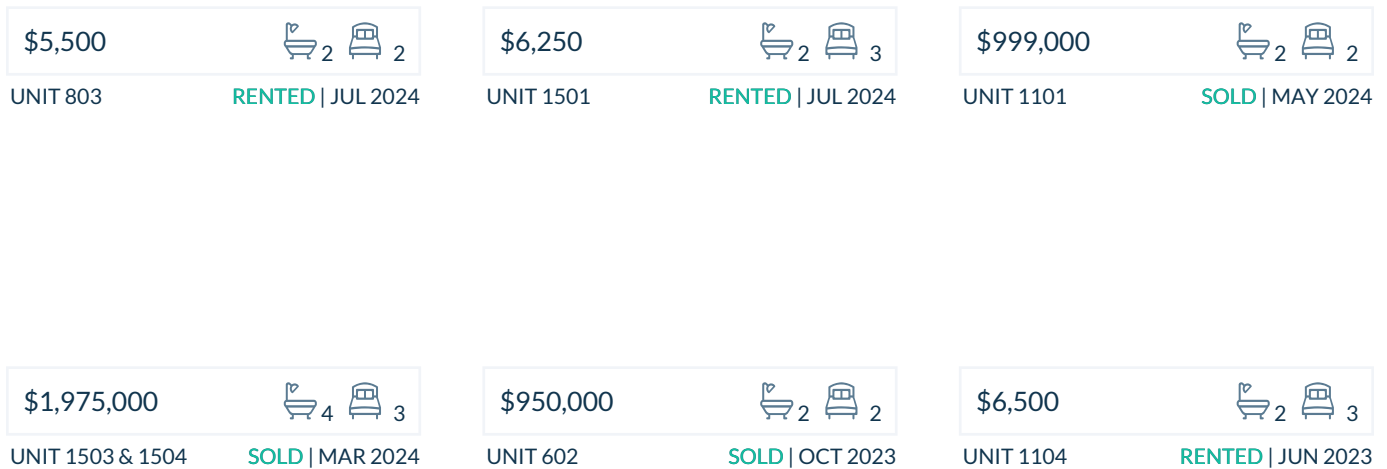 $5,500 2 2
UNIT 803 RENTED | JUL 2024
$6,250 2 3
UNIT 1501 RENTED | JUL 2024
$999,000 2 2
UNIT 1101 SOLD | MAY 2024
$1,975,000 4 3
UNIT 1503 & 1504 SOLD | MAR 2024
$950,000 2 2
UNIT 602 SOLD | OCT 2023
$6,500 2 3
UNIT 1104 RENTED | JUN 2023